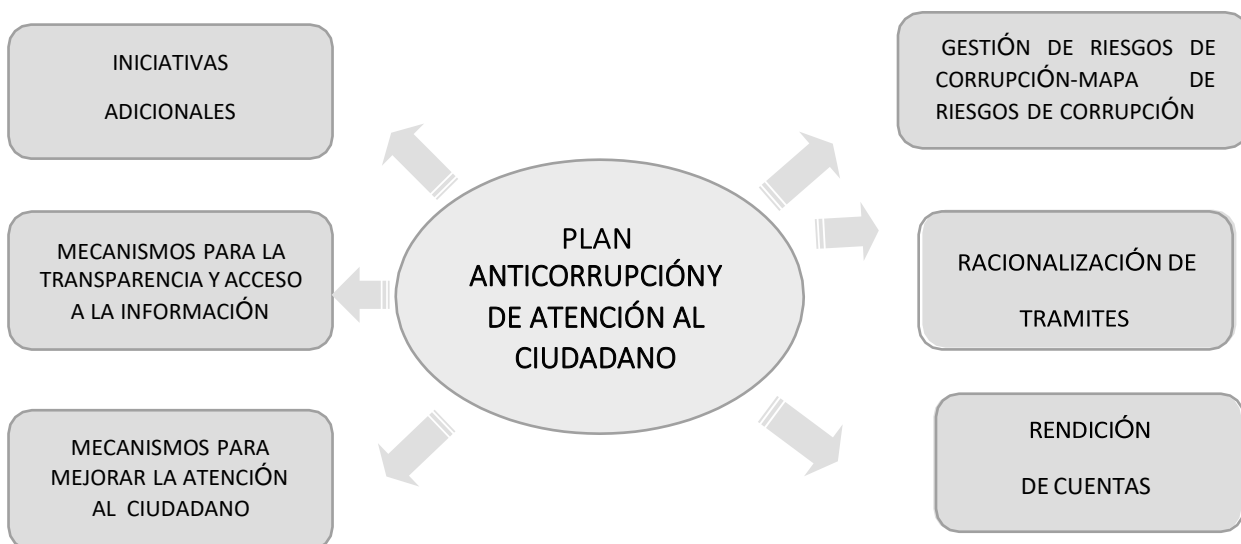 INICIATIVAS
ADICIONALES
MECANISMOS PARA LA
TRANSPARENCIA Y ACCESO
A LA INFORMACIÓN
MECANISMOS PARA
MEJORAR LA ATENCIÓN
AL CIUDADANO
PLAN
ANTICORRUPCIÓNY
DE ATENCIÓN AL
CIUDADANO
GESTIÓN DE RIESGOS DE
CORRUPCIÓN-MAPA DE
RIESGOS DE CORRUPCIÓN
RACIONALIZACIÓN DE
TRAMITES
RENDICIÓN
DE CUENTAS